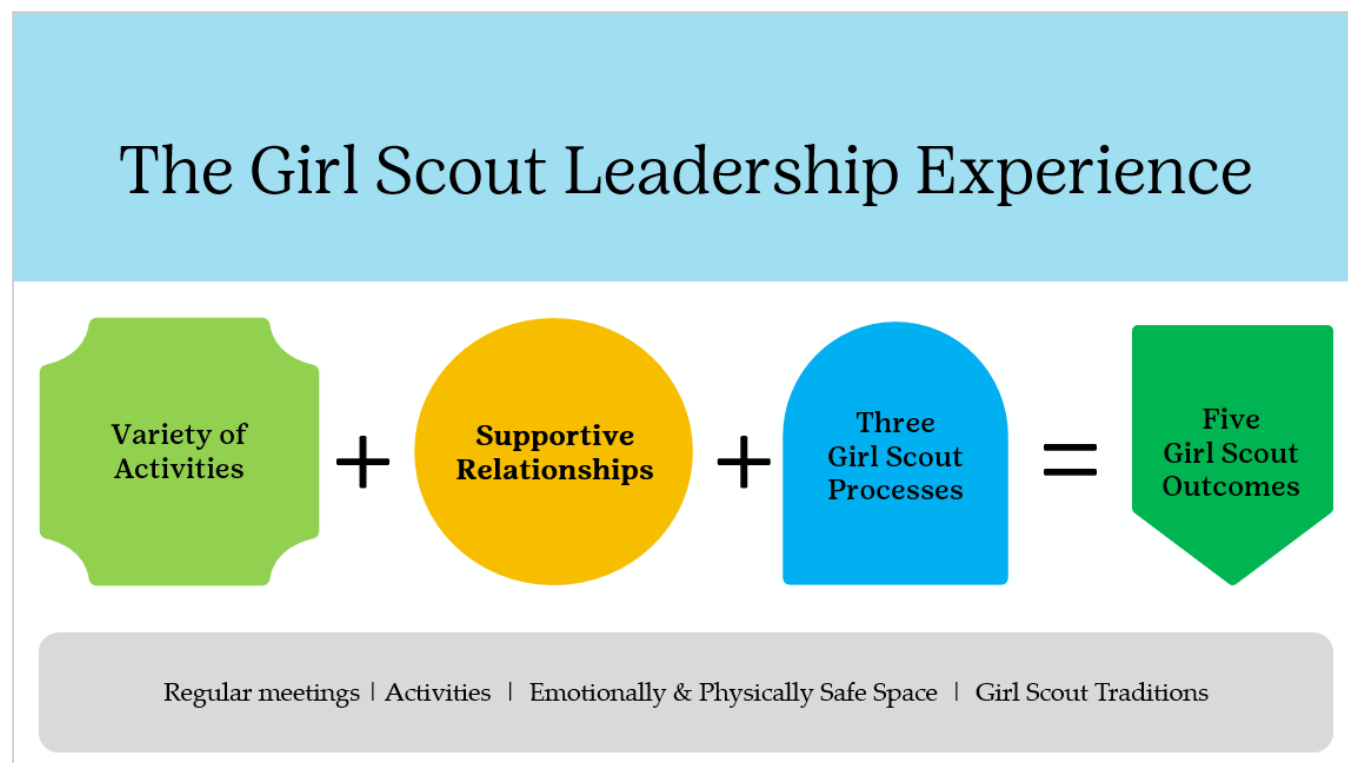 The Girl Scout Leadership Experience
Variety of
Activities
+
Supportive
Relationships
+
Three
Girl Scout
Processes
=
Five
Girl Scout
Outcomes
Regular meetings | Activities | Emotionally & Physically Safe Space | Girl Scout Traditions